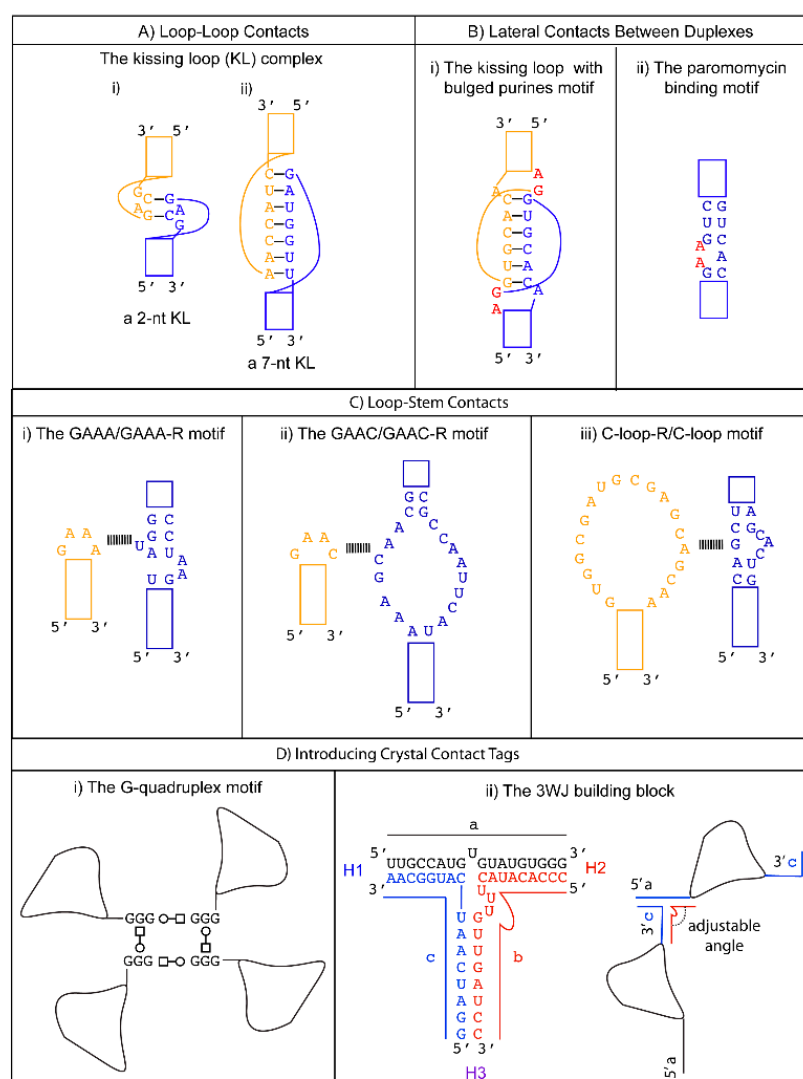 A) Loop-Loop Contacts
The kissing loop (KL) complex
i)
3' 5'
G C G A G
G A C G
5' 3'
a 2-nt KL
ii)
3' 5'
C G
U A
A U
C G
C G
A U
A U
5' 3'
a 7-nt KL
B) Lateral Contacts Between Duplexes
i) The kissing loop with
bulged purines motif
3' 5'
A
A G
C G
A U
C G
G C
U A
G C
G A
A
5' 3'
ii) The paromomycin
binding motif
C G
U U
G C
A A
A C
G
C) Loop-Stem Contacts
i) The GAAA/GAAA-R motif
G A A A
5' 3'
G C
G C
U A U
U A A
G
5' 3'
ii) The GAAC/GAAC-R motif
G A A C
5' 3'
G C
C G
A C
A C
C A
G A
A U
A U
A C
U A
5' 3'
iii) C-loop-R/C-loop motif
G U G G C G A U G C G A G C A G C A A
5' 3'
U A
C G
G C A
A C
C U G
5' 3'
D) Introducing Crystal Contact Tags
i) The G-quadruplex motif
GGG GGG
GGG GGG
ii) The 3WJ building block
a
5' UUGCCAUG U GUAUGUGGG 3'
H1 H2
3' AACGGUAC CAUACACCC 5'
U
U
U
U G
A U
A U
C G
U A
A U
G C
G C
c b
5' 3'
H3
3' c
5' a
3' c
adjustable
angle
5' a